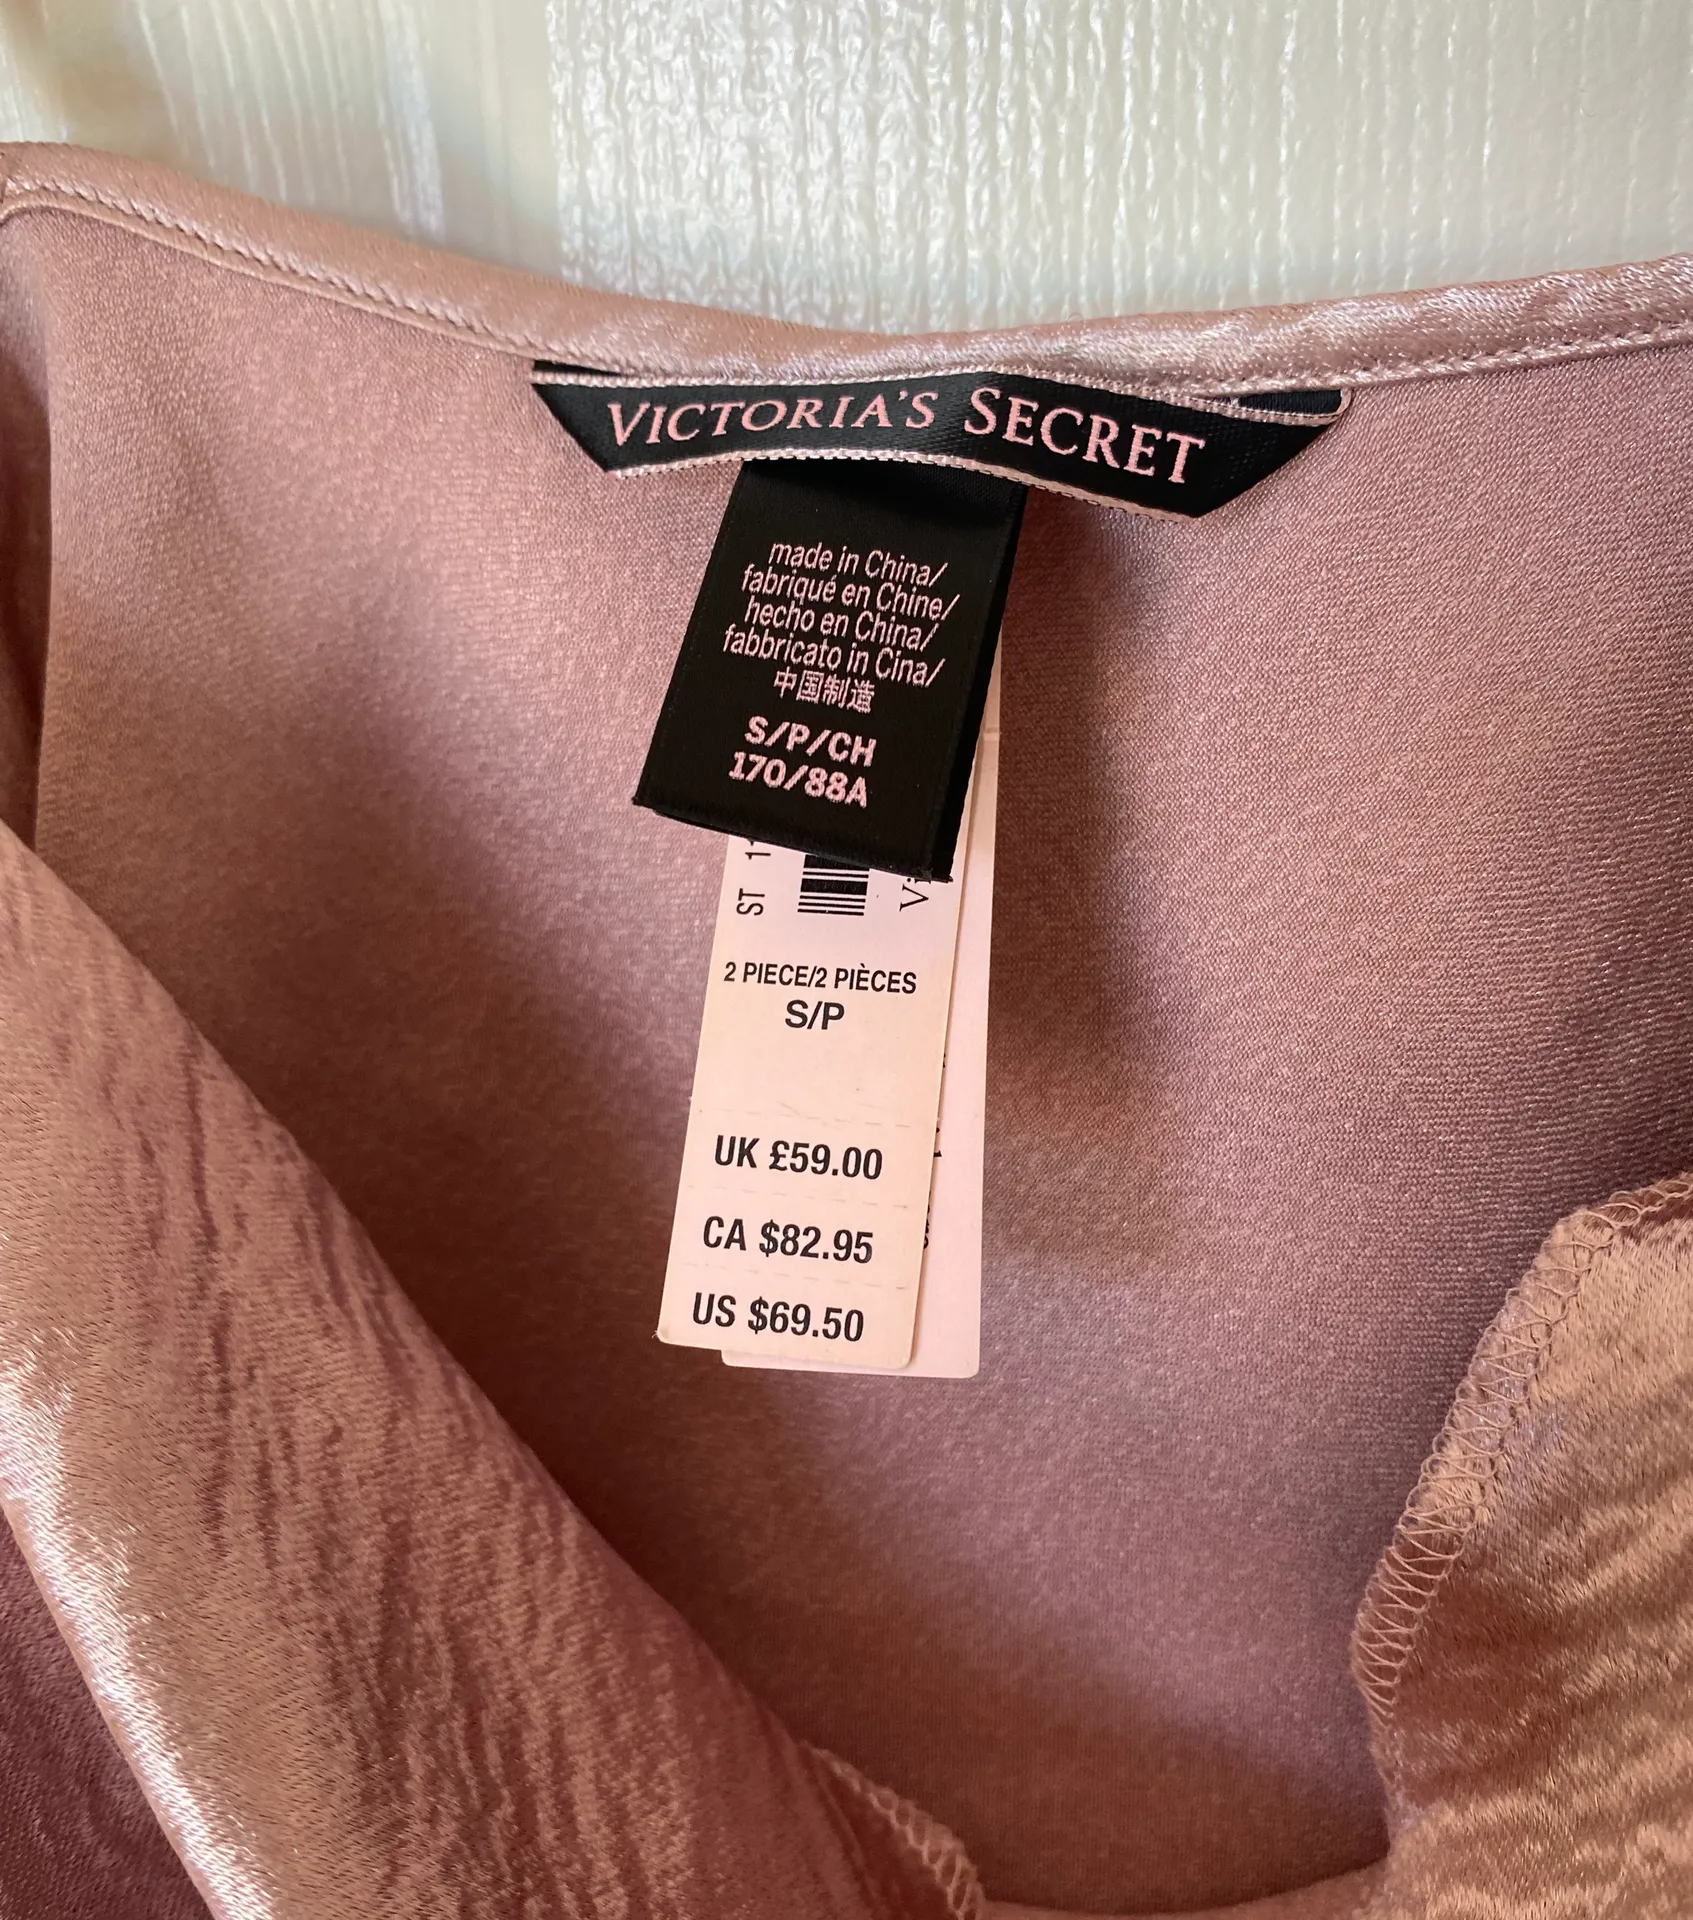 VICTORIA'S SECRET
made in China/
fabriqué en Chine/
hecho en China/
fabbricato in Cina/
中国制造
S/P/CH
170/88A
ST
2 PIECE/2 PIÈCES
S/P
UK £59.00
CA $82.95
US $69.50